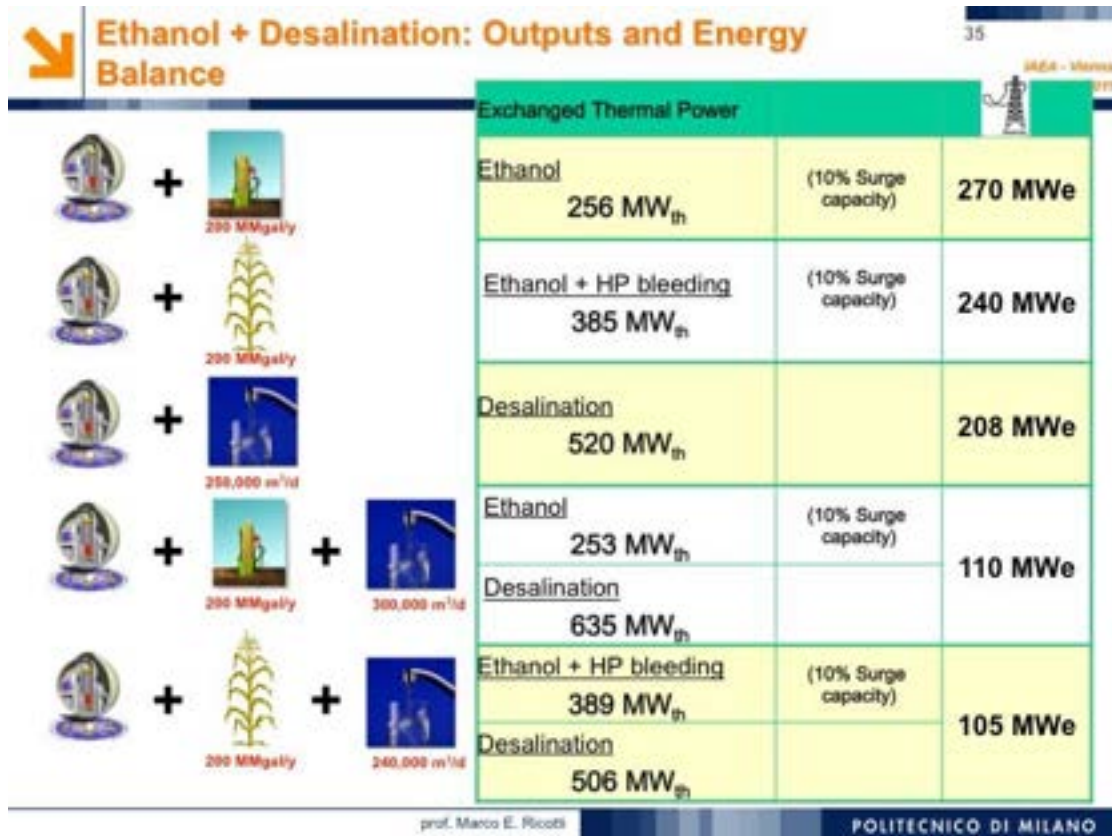 Ethanol + Desalination: Outputs and Energy
Balance
35
IAEA - Vienna
Exchanged Thermal Power
+
200 MMgal/y
Ethanol
256 MWth
(10% Surge
capacity)
270 MWe
+
200 MMgal/y
Ethanol + HP bleeding
385 MWth
(10% Surge
capacity)
240 MWe
+
250,000 m³/d
Desalination
520 MWth
208 MWe
+
200 MMgal/y
+
300,000 m³/d
Ethanol
253 MWth
(10% Surge
capacity)
Desalination
635 MWth
110 MWe
+
200 MMgal/y
+
240,000 m³/d
Ethanol + HP bleeding
389 MWth
(10% Surge
capacity)
Desalination
506 MWth
105 MWe
prof. Marco E. Ricotti
POLITECNICO DI MILANO